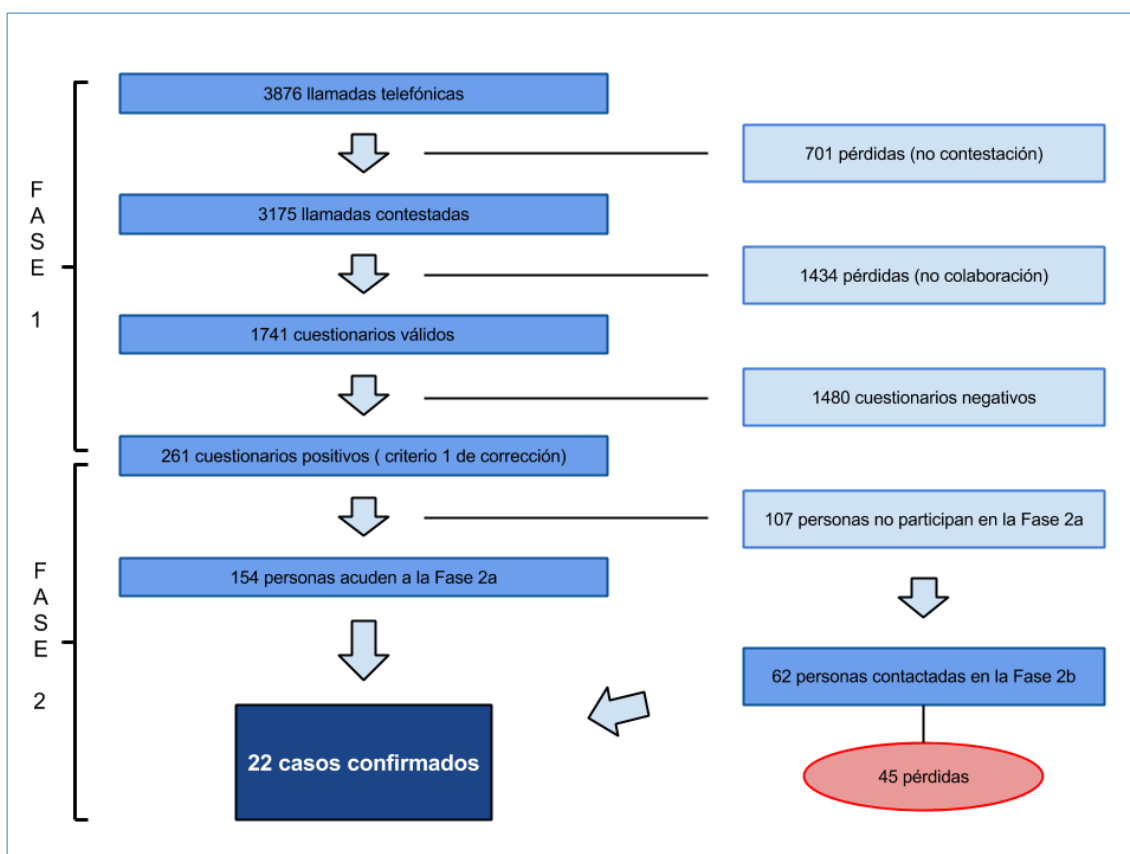 FASE 1
3876 llamadas telefónicas
701 pérdidas (no contestación)
3175 llamadas contestadas
1434 pérdidas (no colaboración)
1741 cuestionarios válidos
1480 cuestionarios negativos
261 cuestionarios positivos ( criterio 1 de corrección)
FASE 2
107 personas no participan en la Fase 2a
154 personas acuden a la Fase 2a
62 personas contactadas en la Fase 2b
22 casos confirmados
45 pérdidas